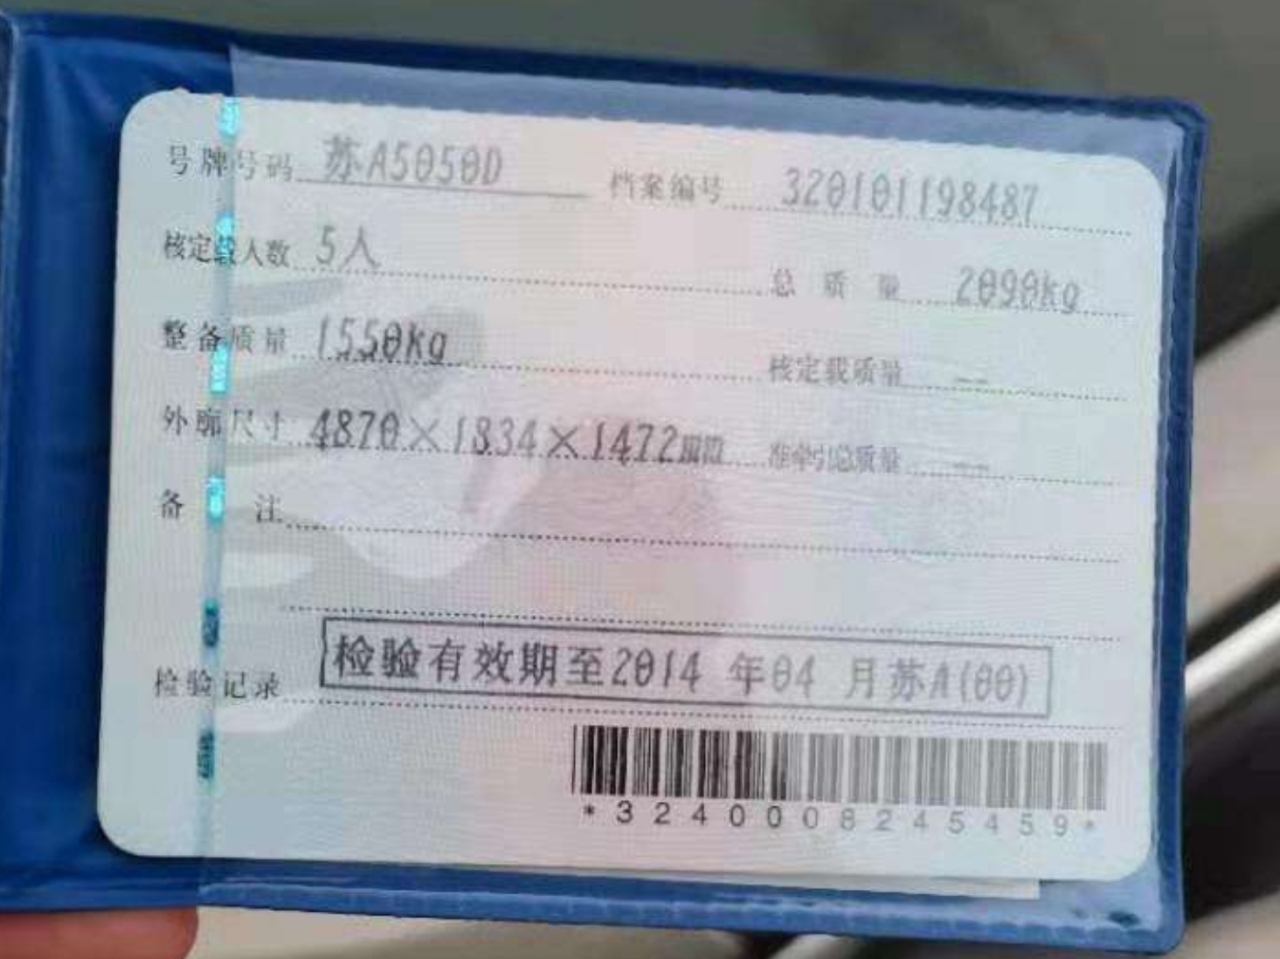 号牌号码 苏A5050D 档案编号 320101198487
核定载人数 5人 总质量 2090kg
整备质量 1550kg 核定载质量 --
外廓尺寸 4870×1834×1472mm 准牵引总质量 --
备注
检验记录 检验有效期至2014年04月苏A(00)
*32400008245459*